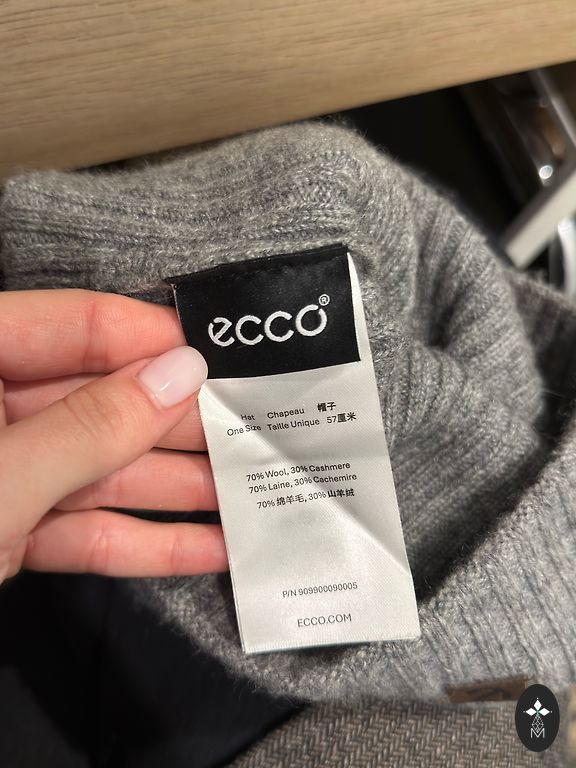 ecco®
Hat Chapeau 帽子
One Size Taille Unique 57厘米
70% Wool, 30% Cashmere
70% Laine, 30% Cachemire
70% 绵羊毛, 30% 山羊绒
P/N 909900090005
ECCO.COM
M